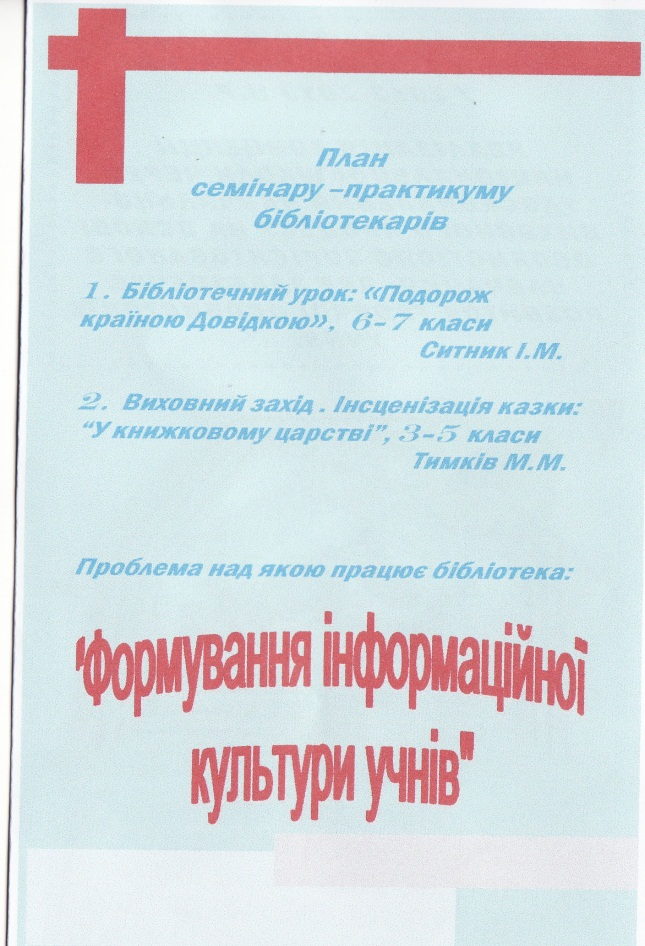 План
семінару –практикуму
бібліотекарів
1. Бібліотечний урок: «Подорож
країною Довідкою», 6-7 класи
Ситник І.М.
2. Виховний захід . Інсценізація казки:
“У книжковому царстві”, 3-5 класи
Тимків М.М.
Проблема над якою працює бібліотека:
"Формування інформаційної
культури учнів"